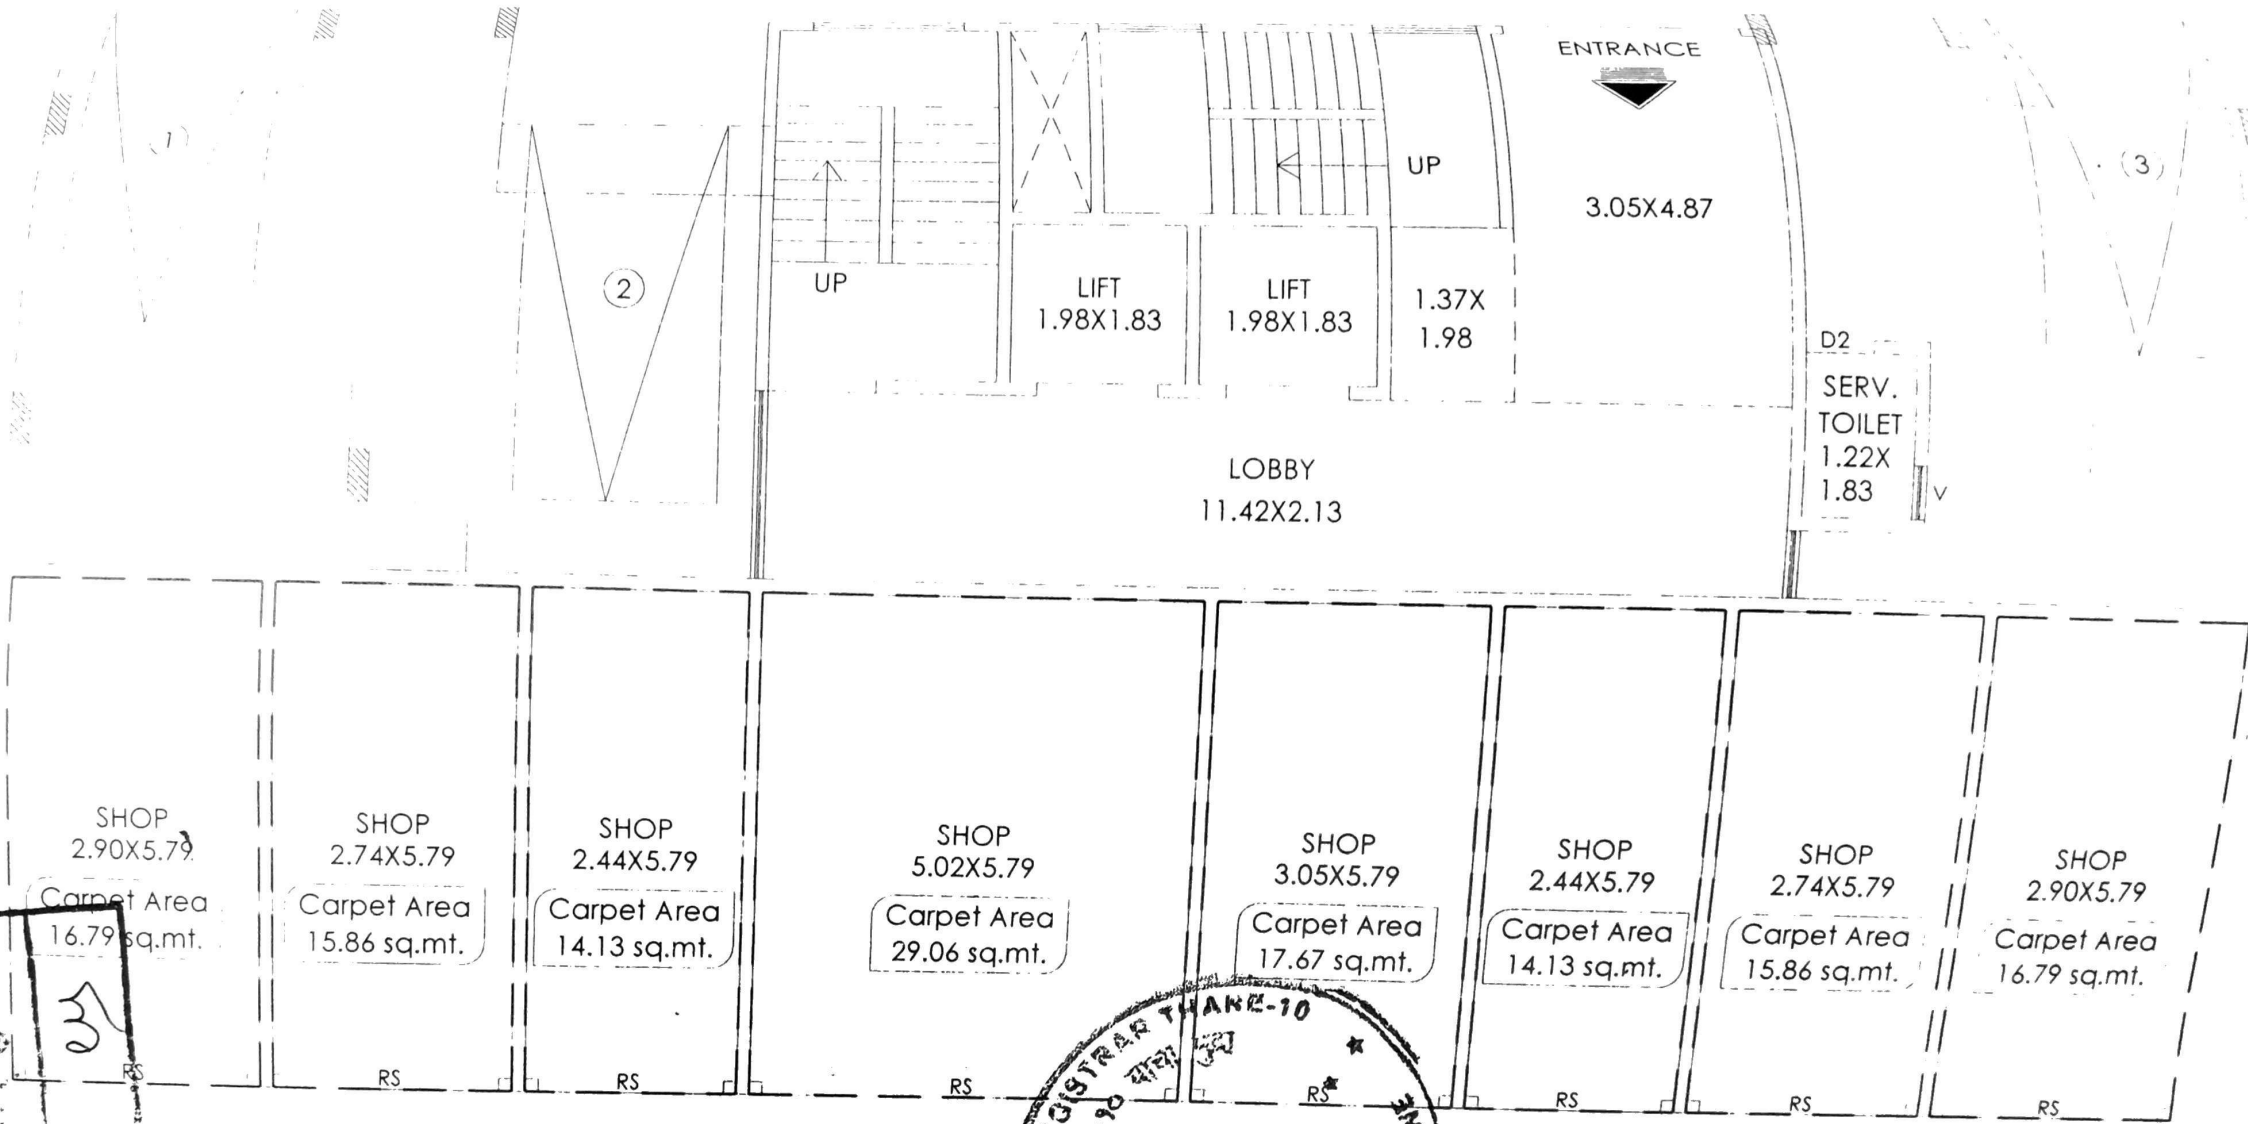 ENTRANCE
(1)
UP
(3)
3.05X4.87
UP
2
LIFT
1.98X1.83
LIFT
1.98X1.83
1.37X
1.98
D2
SERV.
TOILET
1.22X
1.83
V
LOBBY
11.42X2.13
SHOP
2.90X5.79
Carpet Area
16.79 sq.mt.
RS
SHOP
2.74X5.79
Carpet Area
15.86 sq.mt.
RS
SHOP
2.44X5.79
Carpet Area
14.13 sq.mt.
RS
SHOP
5.02X5.79
Carpet Area
29.06 sq.mt.
RS
SHOP
3.05X5.79
Carpet Area
17.67 sq.mt.
RS
SHOP
2.44X5.79
Carpet Area
14.13 sq.mt.
RS
SHOP
2.74X5.79
Carpet Area
15.86 sq.mt.
RS
SHOP
2.90X5.79
Carpet Area
16.79 sq.mt.
RS
THANE-10